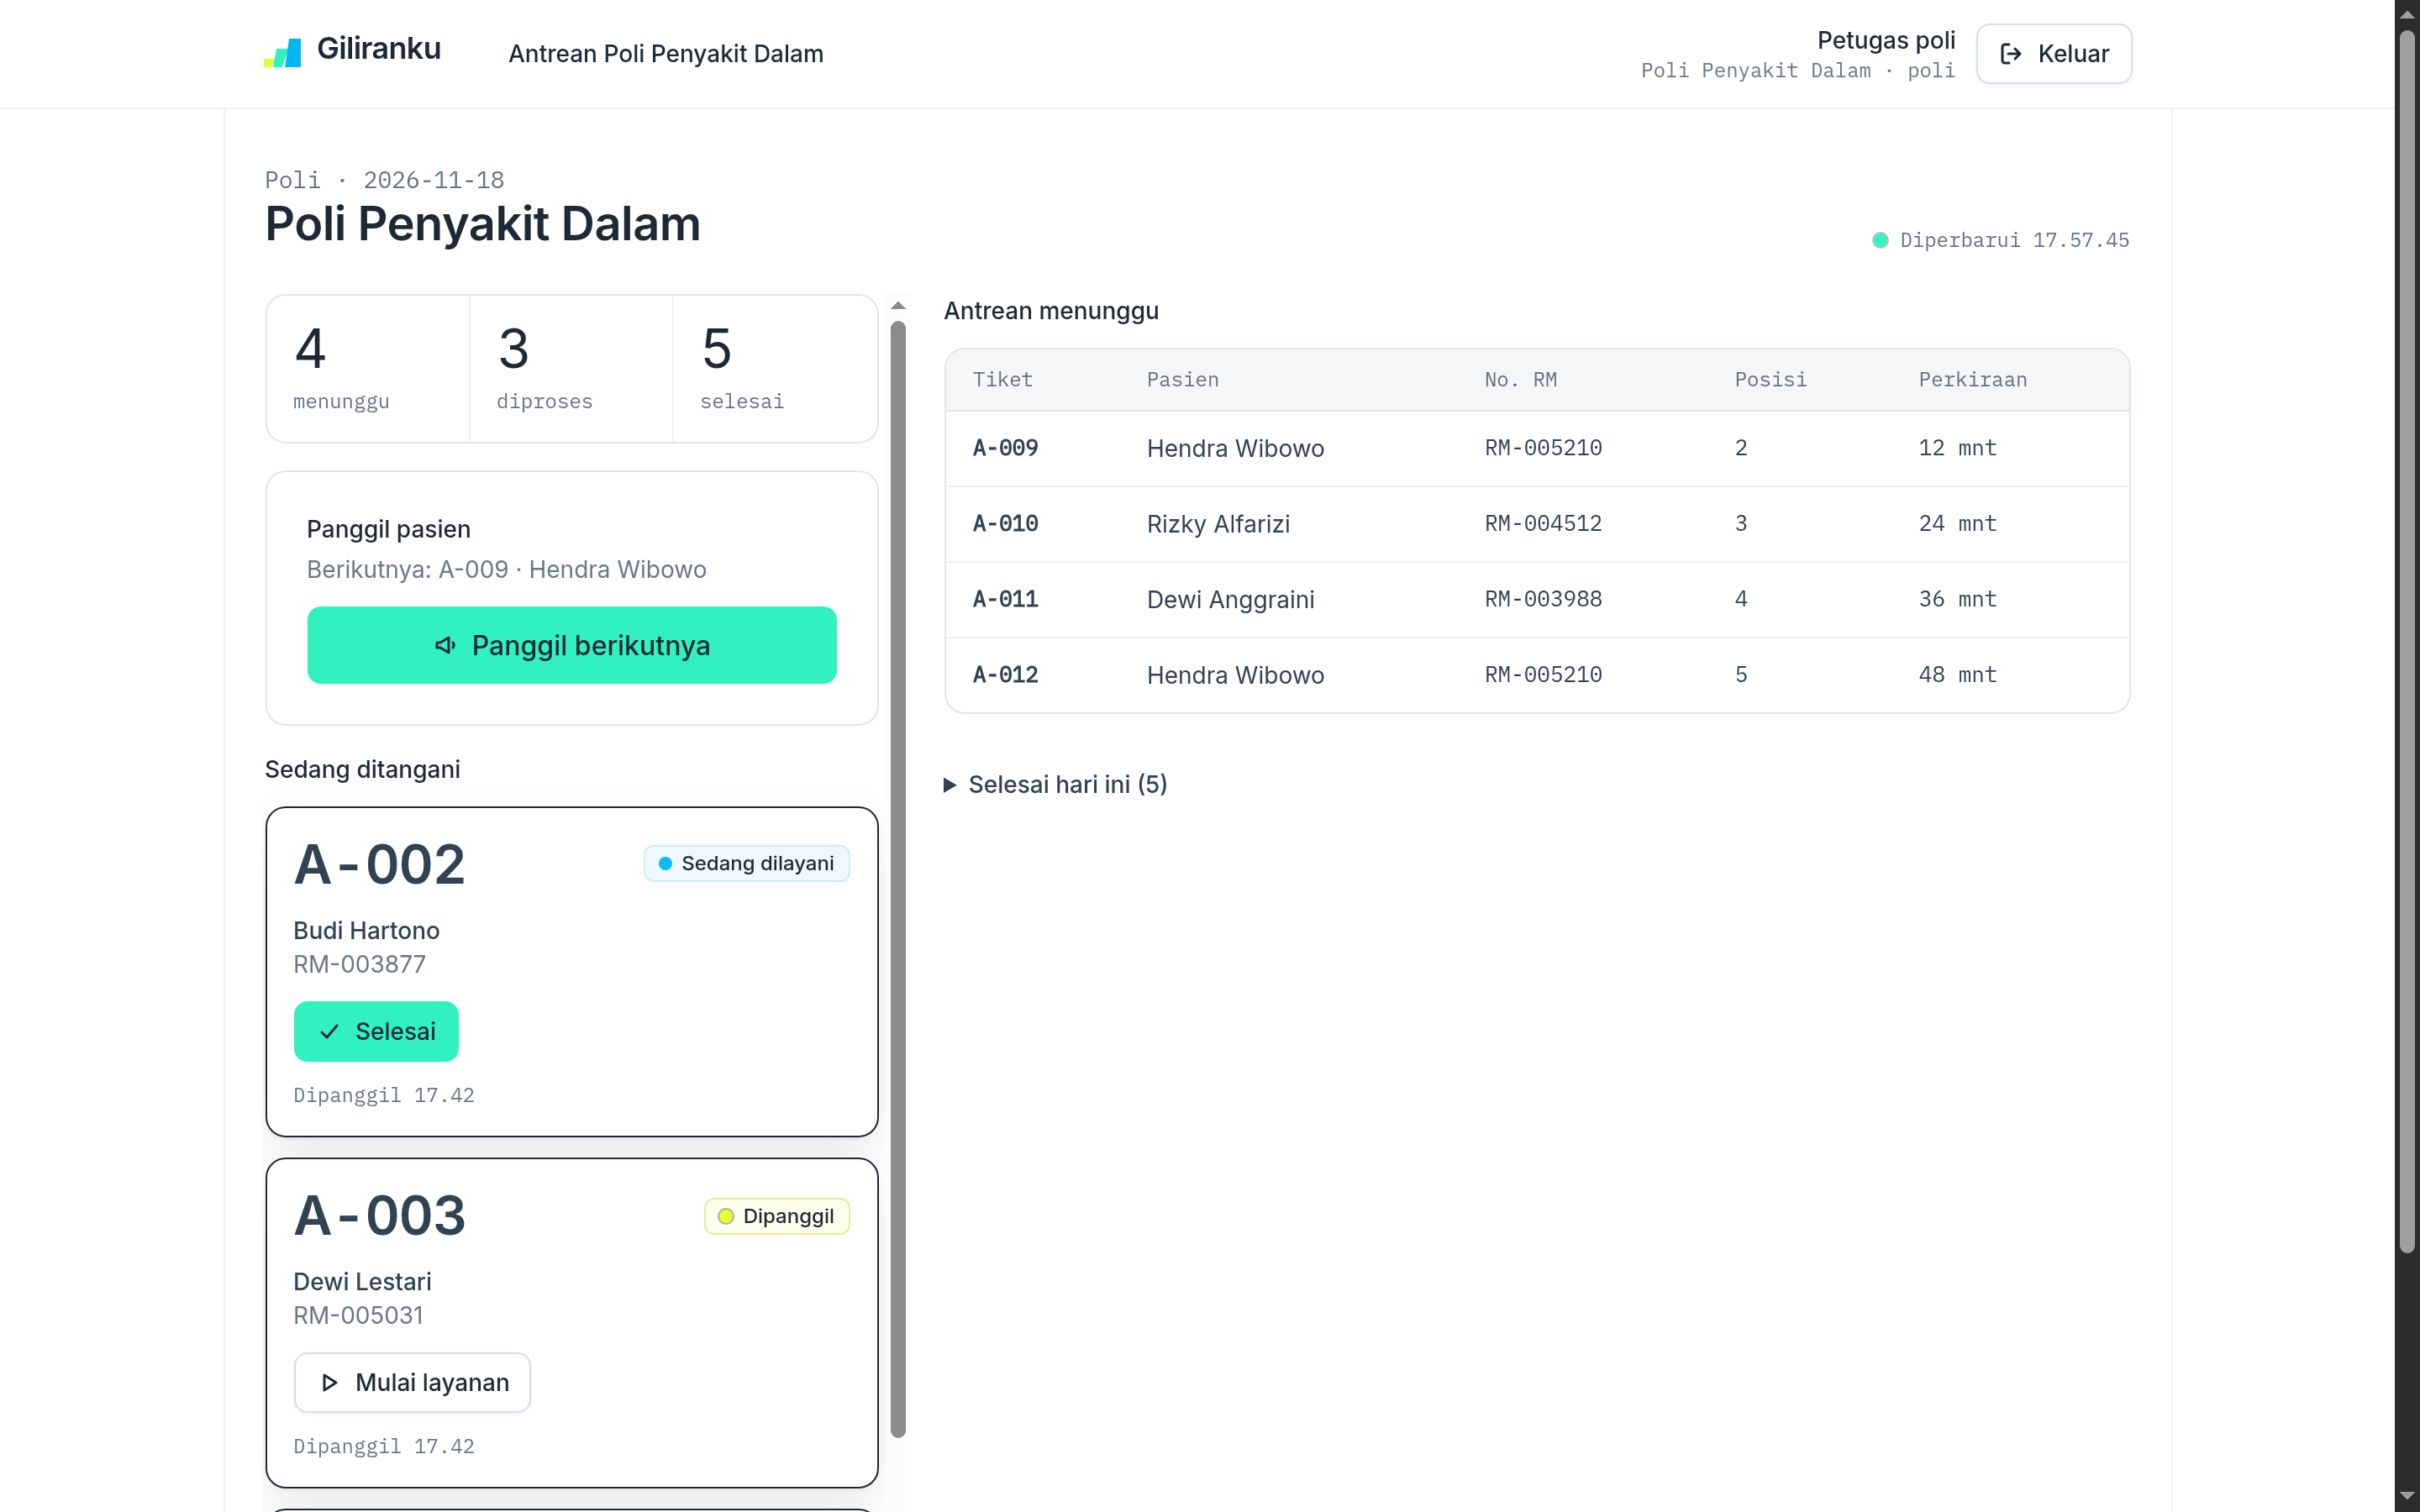 Giliranku
Antrean Poli Penyakit Dalam
Petugas poli
Poli Penyakit Dalam · poli
Keluar
Poli · 2026-11-18
Poli Penyakit Dalam
Diperbarui 17.57.45
4
menunggu
3
diproses
5
selesai
Panggil pasien
Berikutnya: A-009 · Hendra Wibowo
Panggil berikutnya
Sedang ditangani
A-002
Sedang dilayani
Budi Hartono
RM-003877
Selesai
Dipanggil 17.42
A-003
Dipanggil
Dewi Lestari
RM-005031
Mulai layanan
Dipanggil 17.42
Antrean menunggu
Tiket Pasien No. RM Posisi Perkiraan
A-009 Hendra Wibowo RM-005210 2 12 mnt
A-010 Rizky Alfarizi RM-004512 3 24 mnt
A-011 Dewi Anggraini RM-003988 4 36 mnt
A-012 Hendra Wibowo RM-005210 5 48 mnt
Selesai hari ini (5)